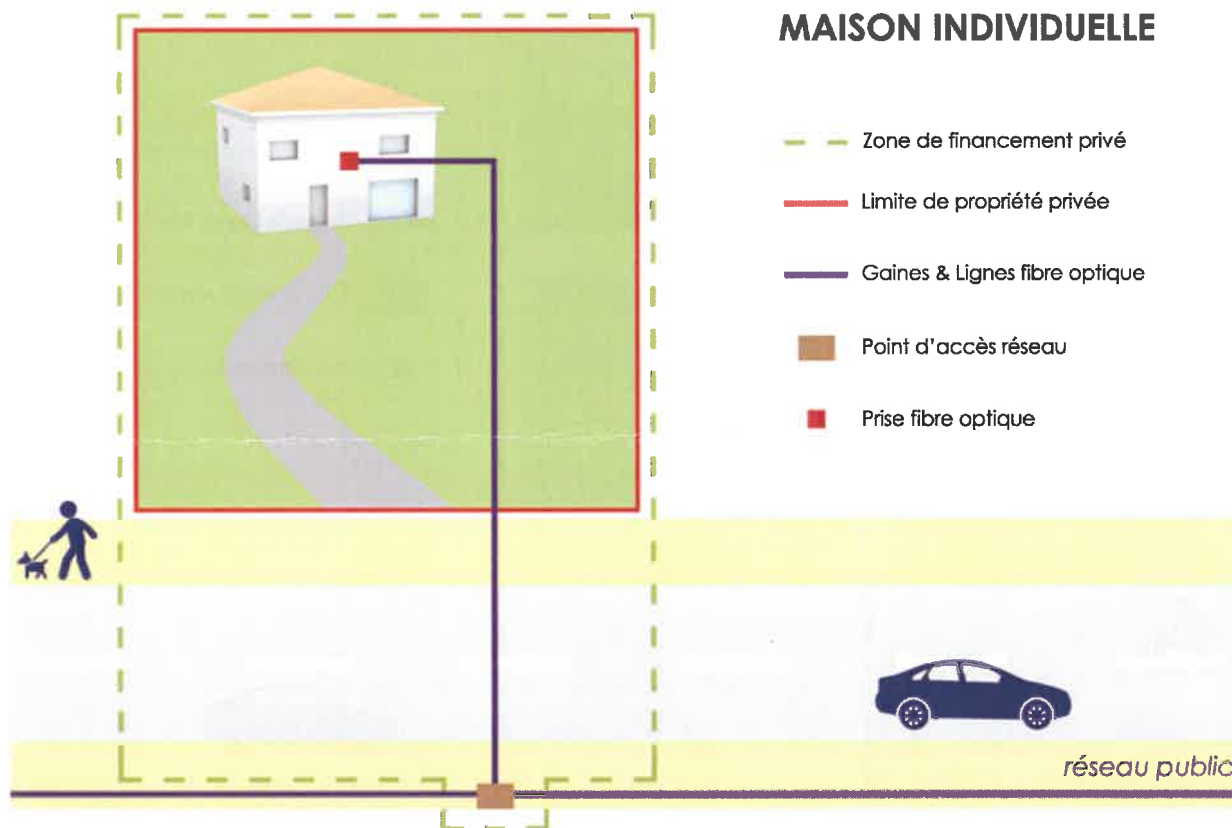 MAISON INDIVIDUELLE
Zone de financement privé
Limite de propriété privée
Gaines & Lignes fibre optique
Point d'accès réseau
Prise fibre optique
réseau public